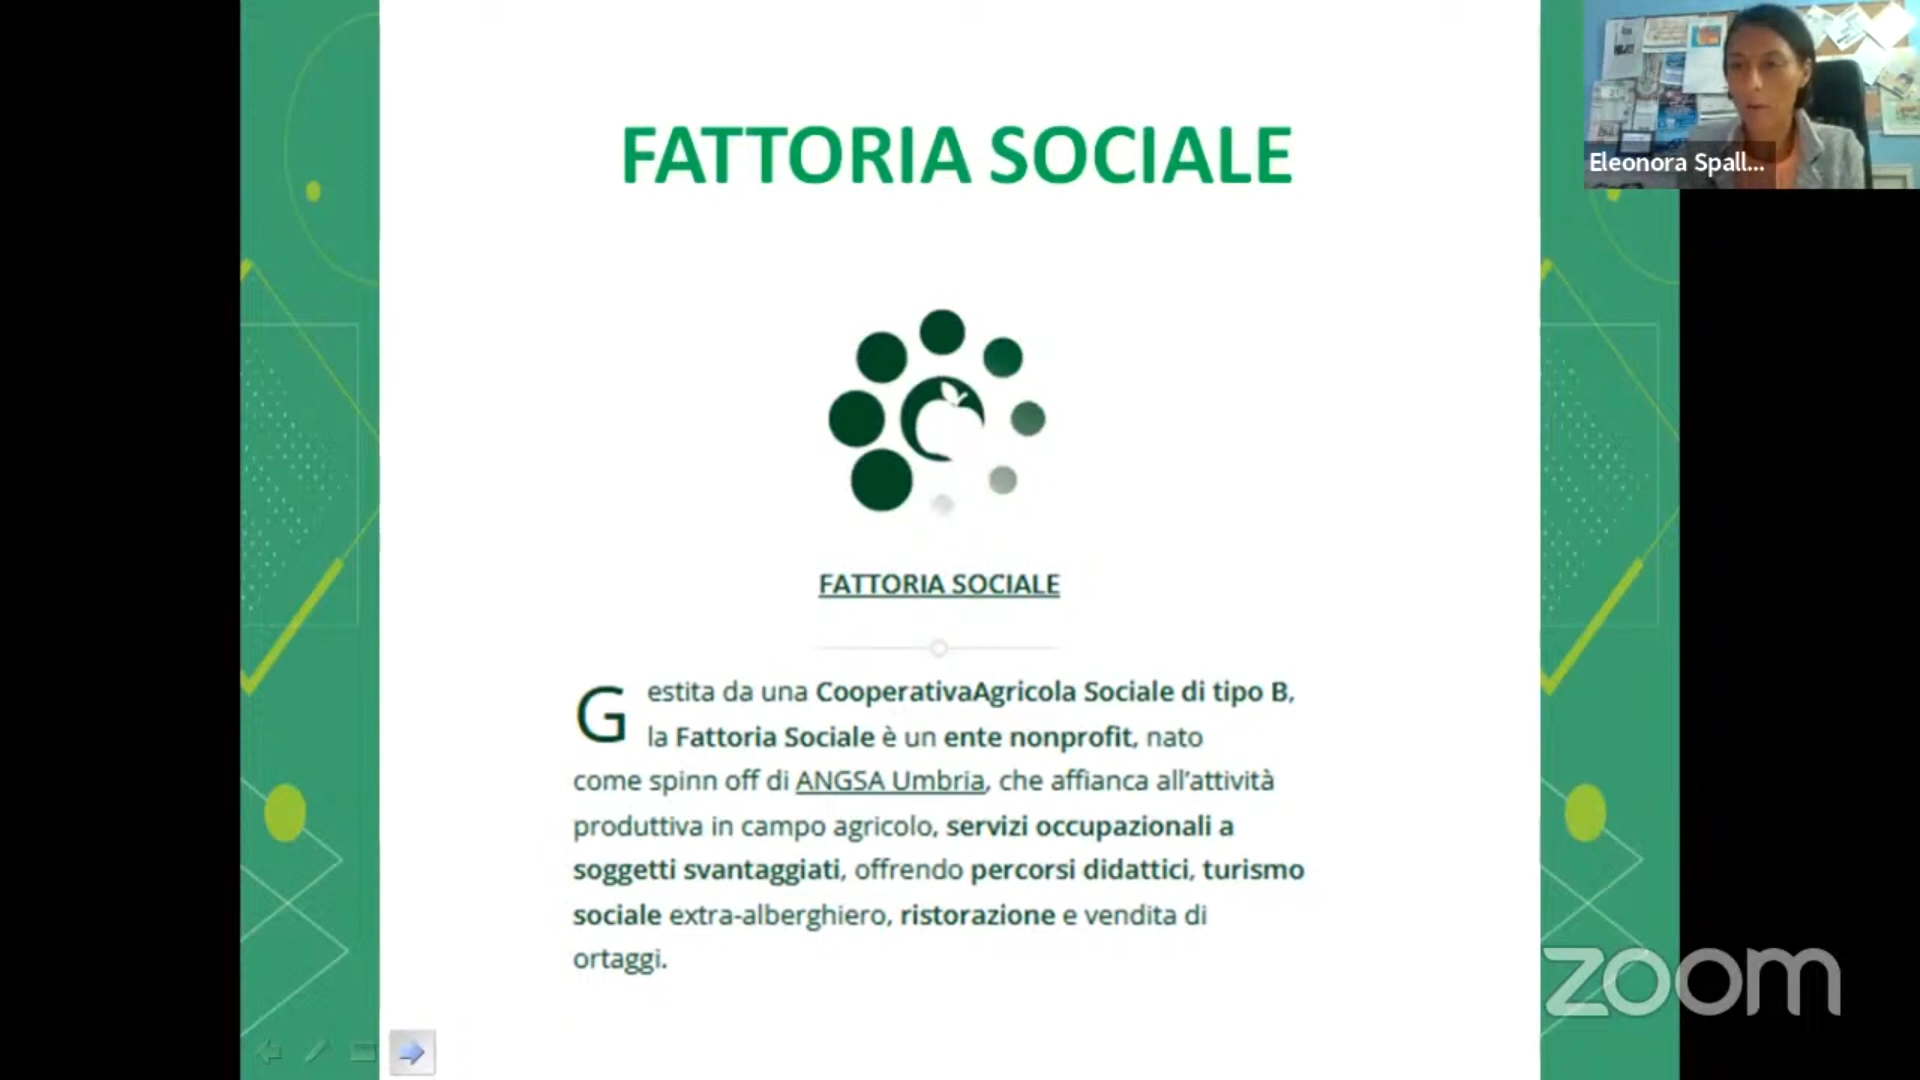 FATTORIA SOCIALE
Eleonora Spall...
FATTORIA SOCIALE
Gestita da una CooperativaAgricola Sociale di tipo B,
la Fattoria Sociale è un ente nonprofit, nato
come spinn off di ANGSA Umbria, che affianca all'attività
produttiva in campo agricolo, servizi occupazionali a
soggetti svantaggiati, offrendo percorsi didattici, turismo
sociale extra-alberghiero, ristorazione e vendita di
ortaggi.
zoom